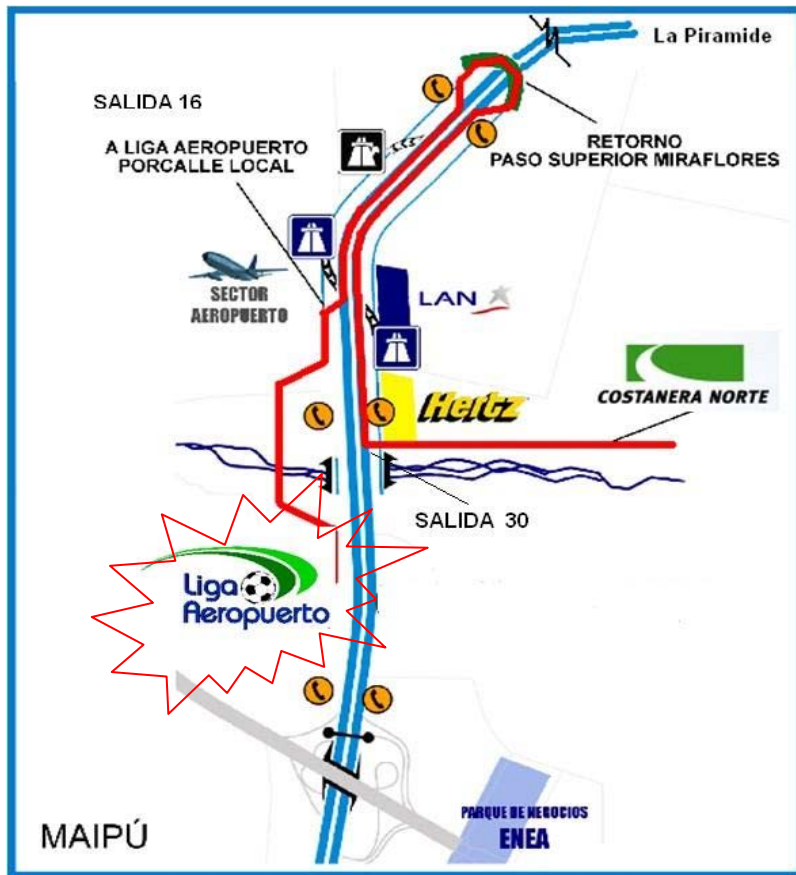 La Piramide
SALIDA 16
RETORNO
PASO SUPERIOR MIRAFLORES
A LIGA AEROPUERTO
PORCALLE LOCAL
SECTOR
AEROPUERTO
LAN
Hertz
COSTANERA NORTE
SALIDA 30
Liga
Aeropuerto
PARQUE DE NEGOCIOS
ENEA
MAIPÚ